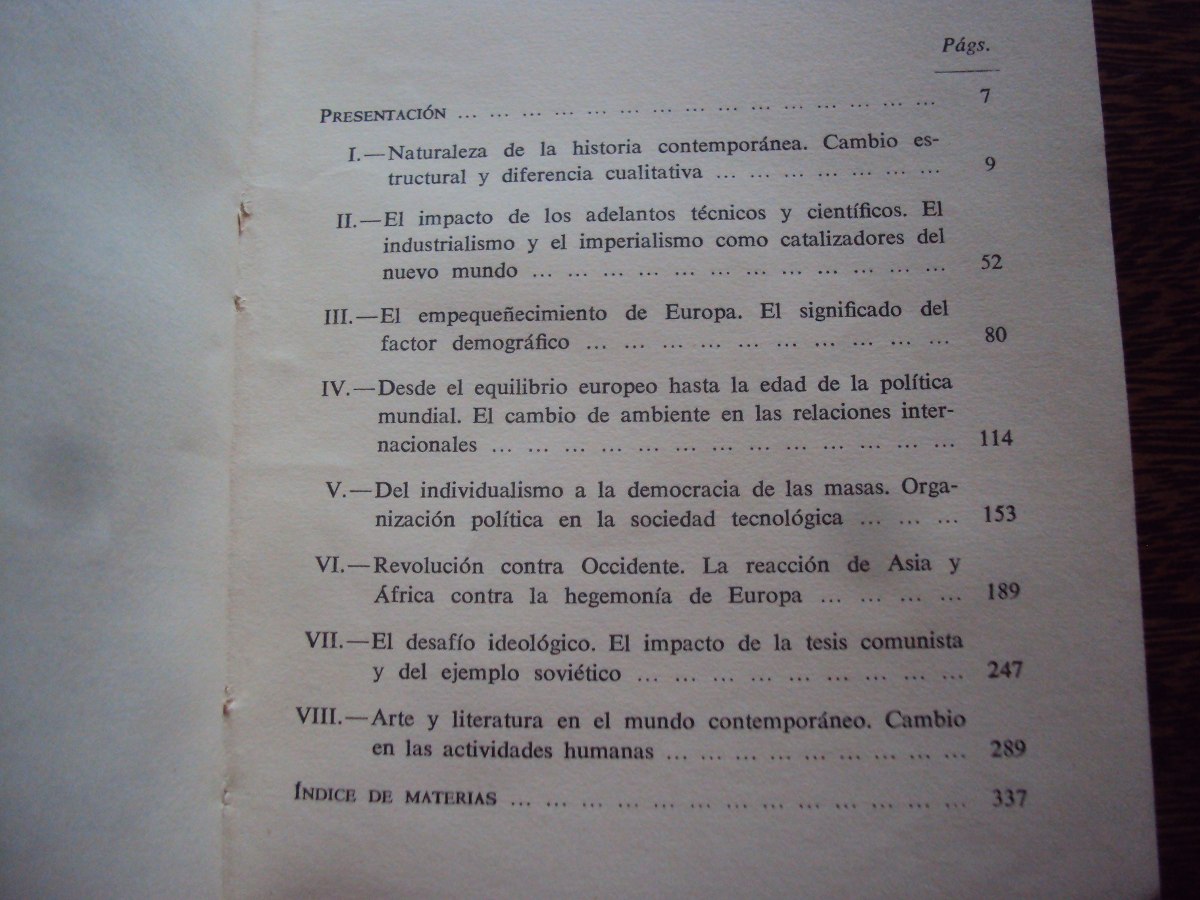 Págs.
PRESENTACIÓN ... ... ... ... ... ... ... ... ... ... ... ... ... ... ... 7
I.—Naturaleza de la historia contemporánea. Cambio es-
tructural y diferencia cualitativa ... ... ... ... ... ... ... 9
II.—El impacto de los adelantos técnicos y científicos. El
industrialismo y el imperialismo como catalizadores del
nuevo mundo ... ... ... ... ... ... ... ... ... ... ... ... 52
III.—El empequeñecimiento de Europa. El significado del
factor demográfico ... ... ... ... ... ... ... ... ... ... ... 80
IV.—Desde el equilibrio europeo hasta la edad de la política
mundial. El cambio de ambiente en las relaciones inter-
nacionales ... ... ... ... ... ... ... ... ... ... ... ... ... 114
V.—Del individualismo a la democracia de las masas. Orga-
nización política en la sociedad tecnológica ... ... ... 153
VI.—Revolución contra Occidente. La reacción de Asia y
África contra la hegemonía de Europa ... ... ... ... 189
VII.—El desafío ideológico. El impacto de la tesis comunista
y del ejemplo soviético ... ... ... ... ... ... ... ... ... 247
VIII.—Arte y literatura en el mundo contemporáneo. Cambio
en las actividades humanas ... ... ... ... ... ... ... ... ... 289
ÍNDICE DE MATERIAS ... ... ... ... ... ... ... ... ... ... ... ... ... 337